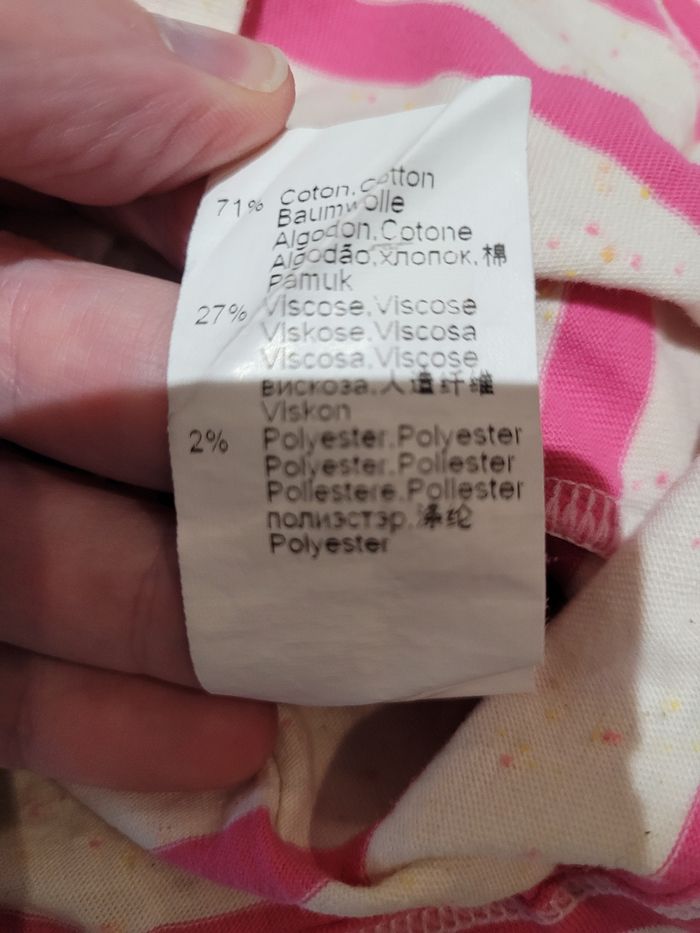 71% Coton.Cotton
Baumwolle
Algodon.Cotone
Algodão.хлопок.棉
Pamuk
27% Viscose.Viscose
Viskose.Viscosa
Viscosa.Viscose
вискоза.人造纤维
Viskon
2% Polyester.Polyester
Polyester.Poliester
Poliestere.Poliester
полиэстэр.涤纶
Polyester